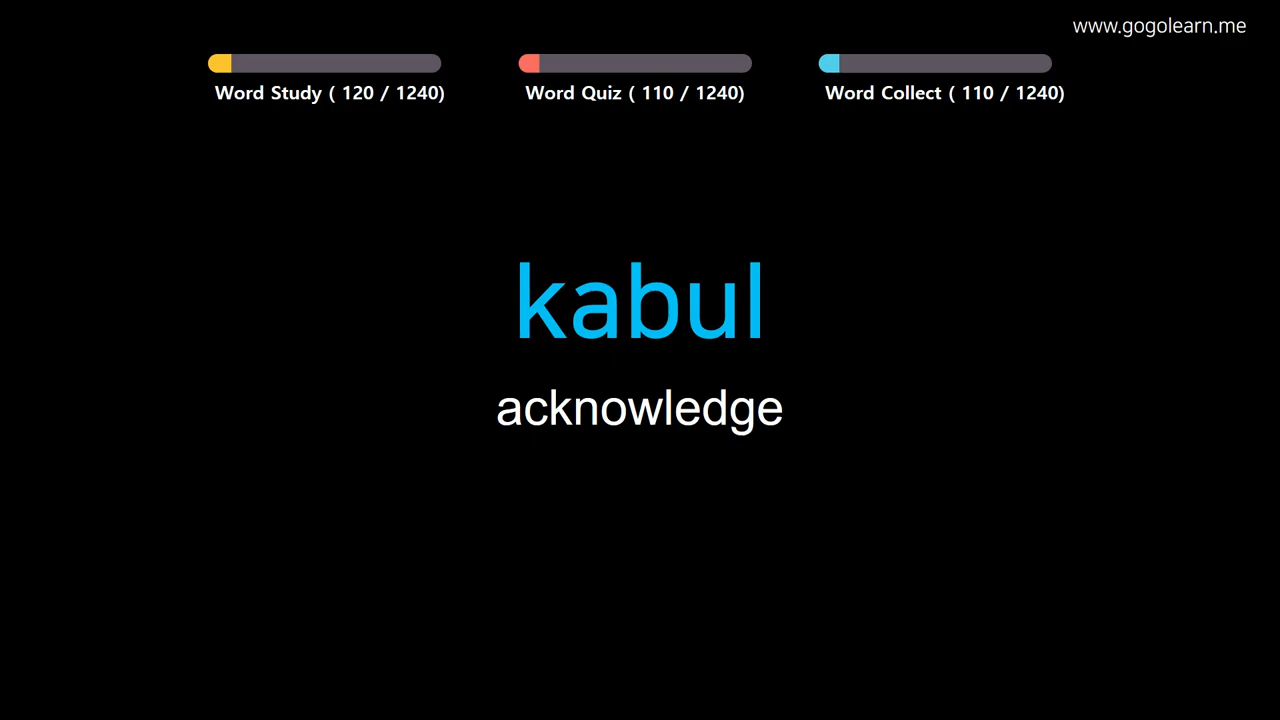 www.gogolearn.me
Word Study ( 120 / 1240)
Word Quiz ( 110 / 1240)
Word Collect ( 110 / 1240)
kabul
acknowledge